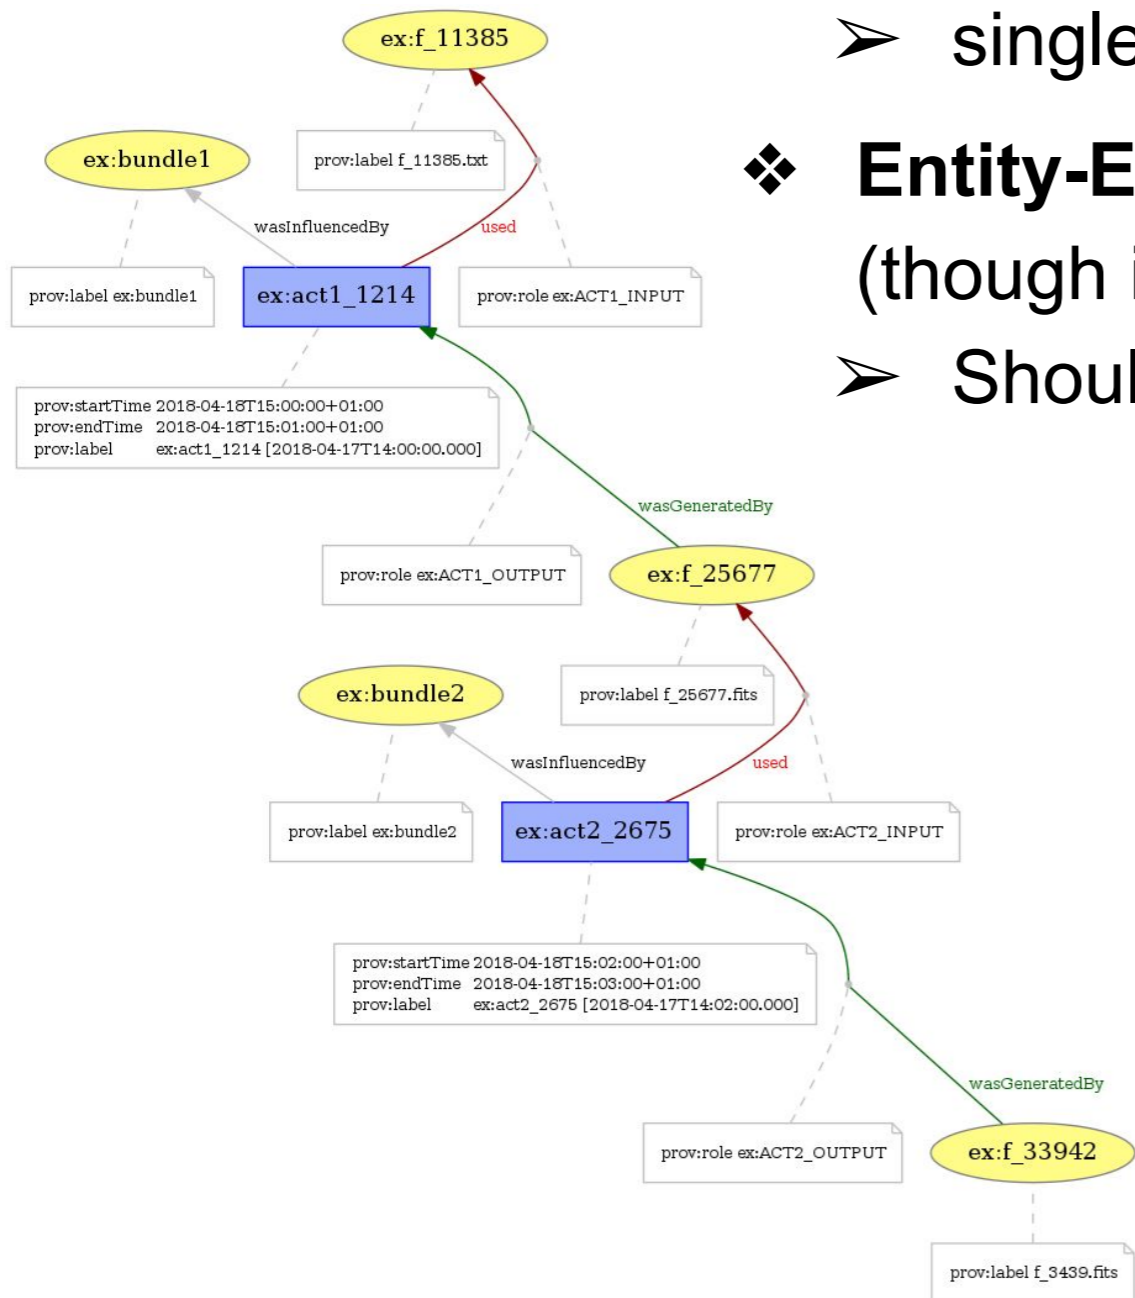 ex:f_11385
➢ single
ex:bundle1
prov:label f_11385.txt
❖ Entity-E
wasInfluencedBy
used
(though i
prov:label ex:bundle1
ex:act1_1214
prov:role ex:ACT1_INPUT
➢ Shoul
prov:startTime 2018-04-18T15:00:00+01:00
prov:endTime 2018-04-18T15:01:00+01:00
prov:label ex:act1_1214 [2018-04-17T14:00:00.000]
wasGeneratedBy
prov:role ex:ACT1_OUTPUT
ex:f_25677
ex:bundle2
prov:label f_25677.fits
wasInfluencedBy
used
prov:label ex:bundle2
ex:act2_2675
prov:role ex:ACT2_INPUT
prov:startTime 2018-04-18T15:02:00+01:00
prov:endTime 2018-04-18T15:03:00+01:00
prov:label ex:act2_2675 [2018-04-17T14:02:00.000]
wasGeneratedBy
prov:role ex:ACT2_OUTPUT
ex:f_33942
prov:label f_3439.fits